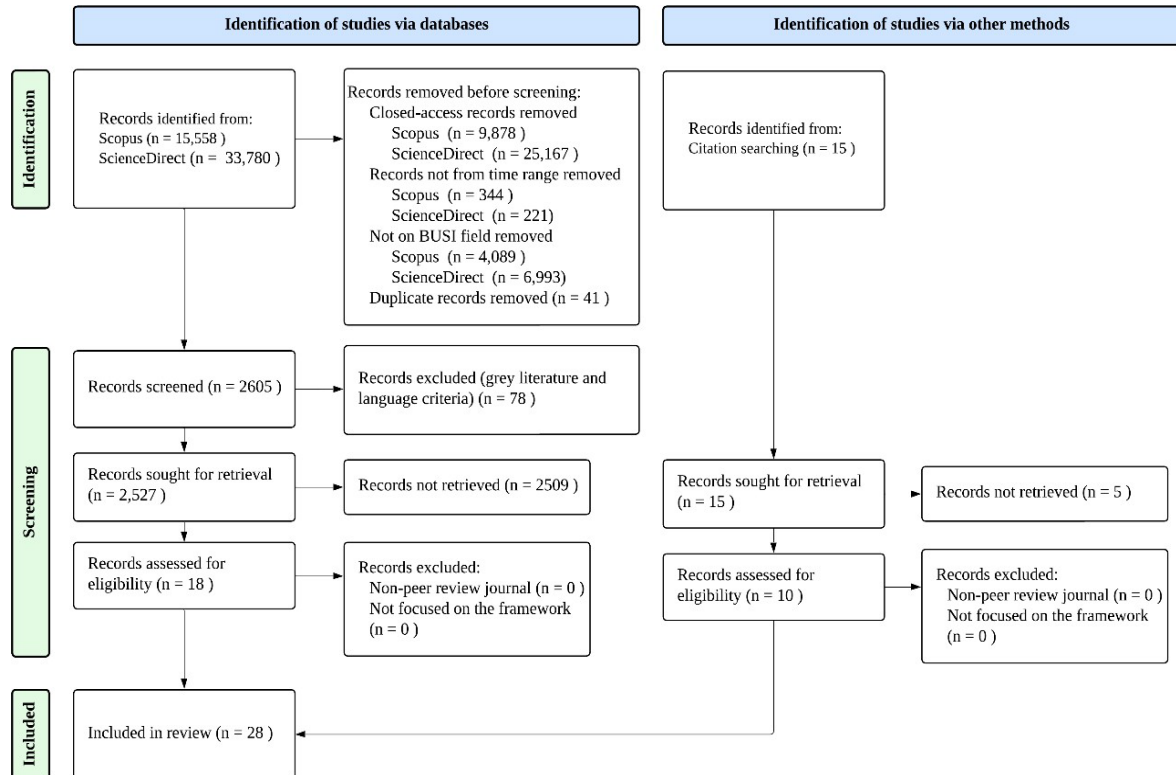 Identification of studies via databases
Identification of studies via other methods
Identification
Records identified from:
Scopus (n = 15,558 )
ScienceDirect (n =  33,780 )
Records removed before screening:
Closed-access records removed
Scopus  (n = 9,878 )
ScienceDirect  (n = 25,167 )
Records not from time range removed
Scopus  (n = 344 )
ScienceDirect  (n = 221)
Not on BUSI field removed
Scopus  (n = 4,089 )
ScienceDirect  (n = 6,993)
Duplicate records removed (n = 41 )
Records identified from:
Citation searching (n = 15 )
Screening
Records screened (n = 2605 )
Records excluded (grey literature and
language criteria) (n = 78 )
Records sought for retrieval
(n = 2,527 )
Records not retrieved (n = 2509 )
Records sought for retrieval
(n = 15 )
Records not retrieved (n = 5 )
Records assessed for
eligibility (n = 18 )
Records excluded:
Non-peer review journal (n = 0 )
Not focused on the framework
(n = 0 )
Records assessed for
eligibility (n = 10 )
Records excluded:
Non-peer review journal (n = 0 )
Not focused on the framework
(n = 0 )
Included
Included in review (n = 28 )